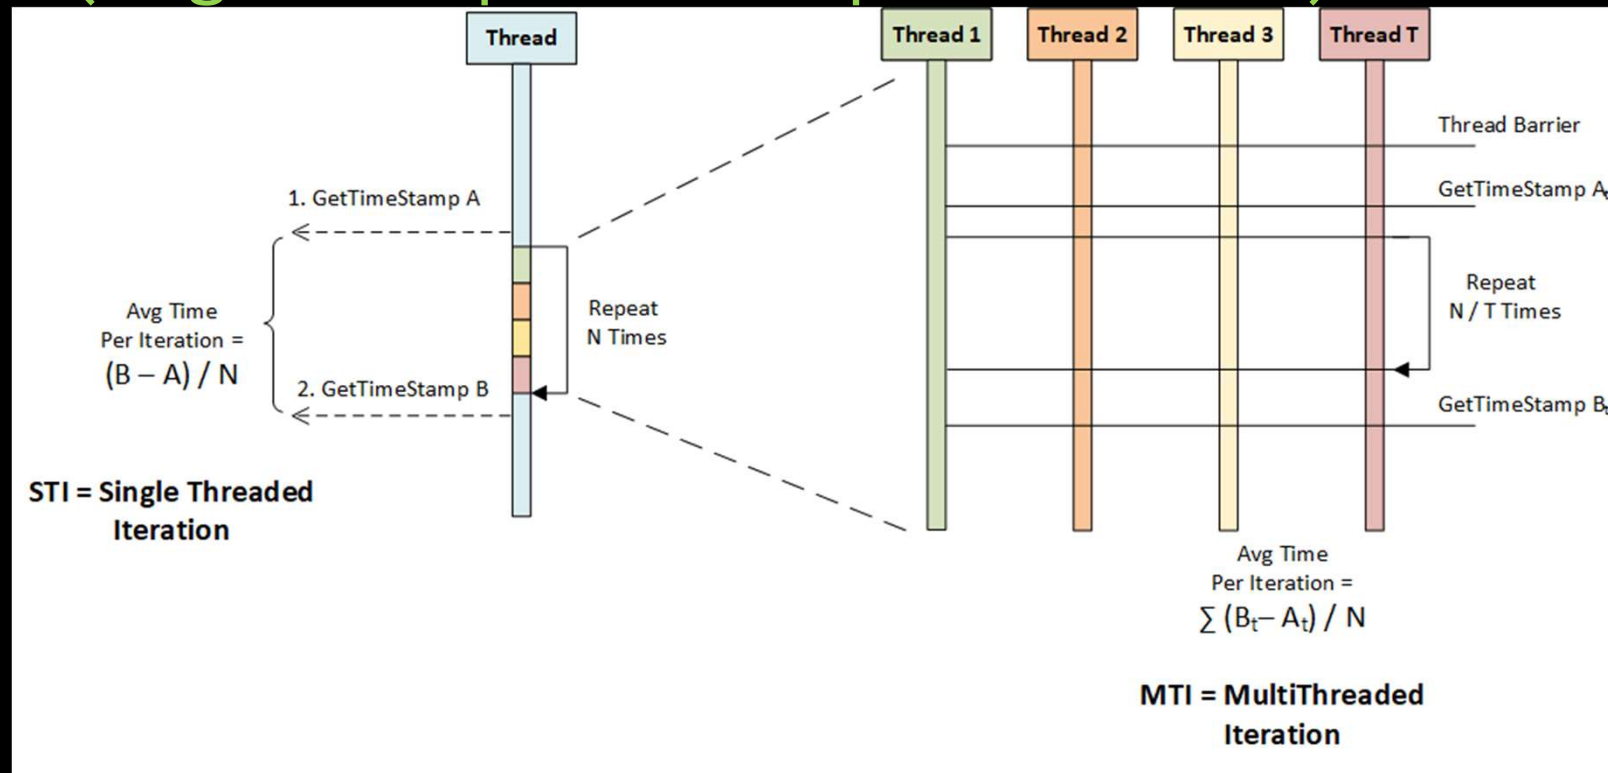 Thread
Thread 1
Thread 2
Thread 3
Thread T
Thread Barrier
GetTimeStamp A
1. GetTimeStamp A
Repeat
N / T Times
Avg Time
Per Iteration =
(B – A) / N
Repeat
N Times
2. GetTimeStamp B
GetTimeStamp B
STI = Single Threaded
Iteration
Avg Time
Per Iteration =
∑ (Bₜ– Aₜ) / N
MTI = MultiThreaded
Iteration